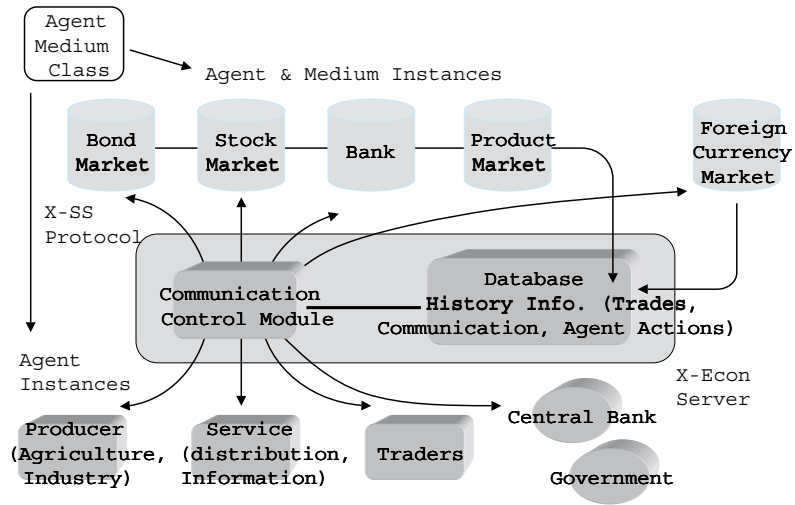 Agent
Medium
Class
Agent & Medium Instances
Bond
Market
Stock
Market
Bank
Product
Market
Foreign
Currency
Market
X-SS
Protocol
Communication
Control Module
Database
History Info. (Trades,
Communication, Agent Actions)
Agent
Instances
X-Econ
Server
Producer
(Agriculture,
Industry)
Service
(distribution,
Information)
Traders
Central Bank
Government